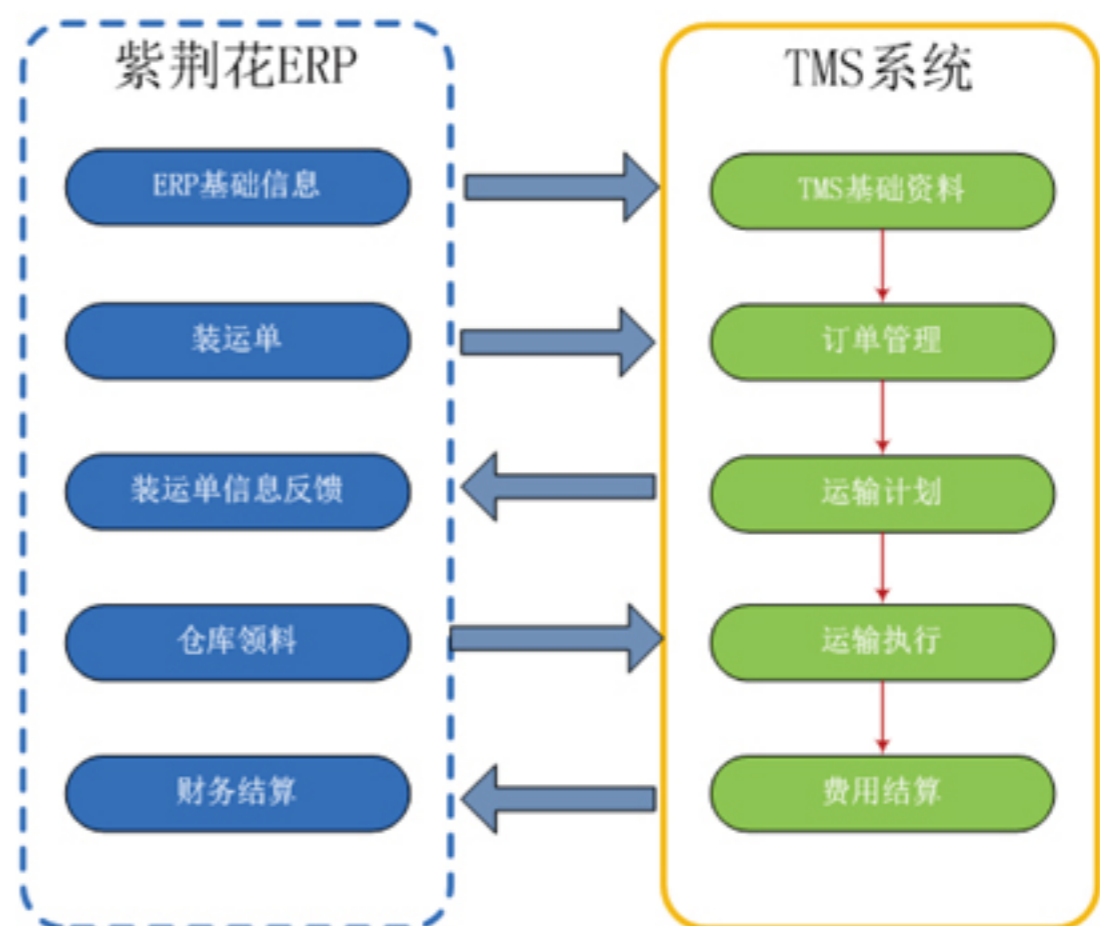 紫荆花ERP
ERP基础信息
装运单
装运单信息反馈
仓库领料
财务结算
TMS系统
TMS基础资料
订单管理
运输计划
运输执行
费用结算